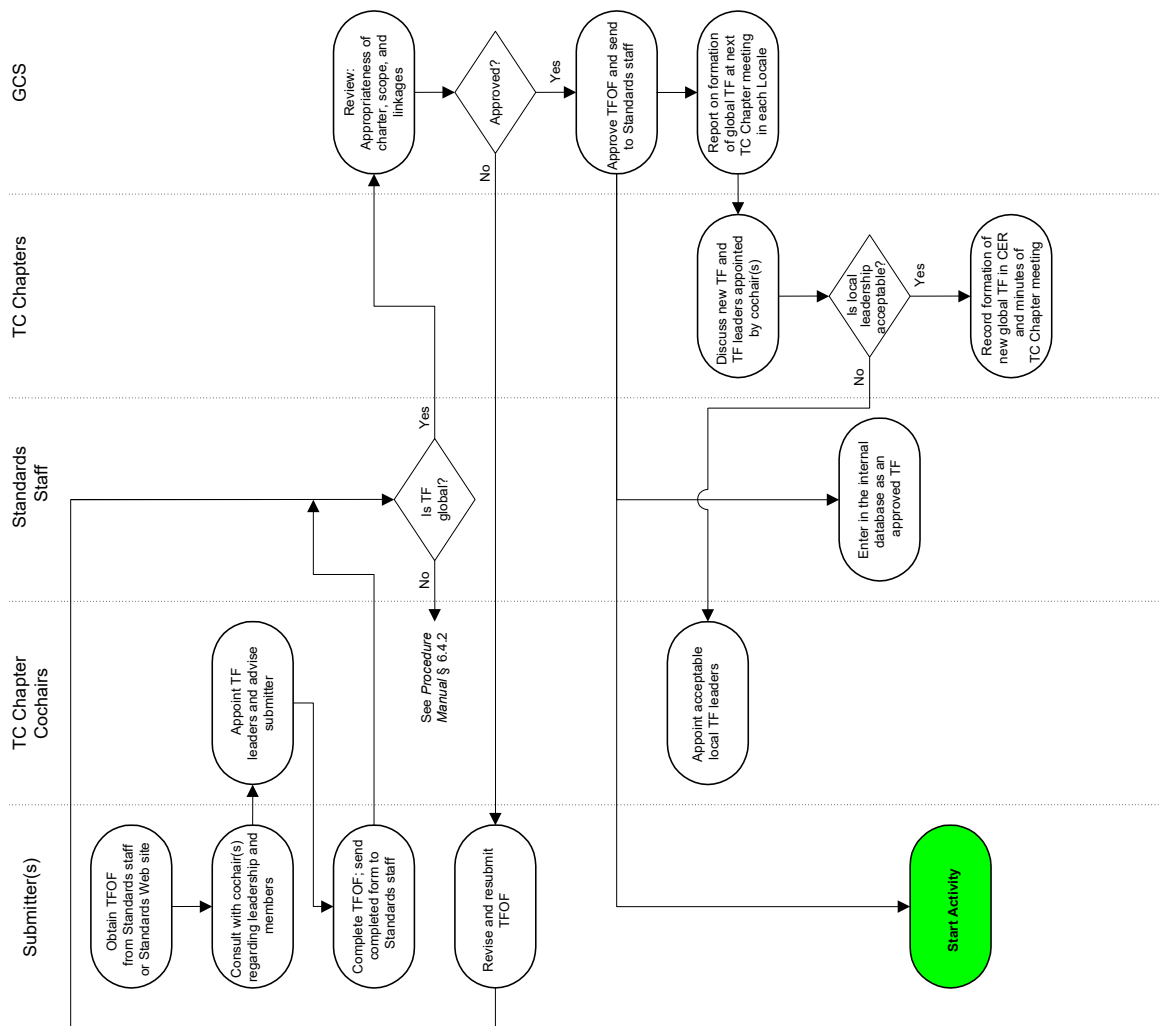 Submitter(s)
TC Chapter
Cochairs
Standards
Staff
TC Chapters
GCS
Obtain TFOF
from Standards staff
or Standards Web site
Consult with cochair(s)
regarding leadership and
members
Appoint TF
leaders and advise
submitter
Complete TFOF; send
completed form to
Standards staff
Is TF
global?
No
See Procedure
Manual § 6.4.2
Yes
Review:
Appropriateness of
charter, scope, and
linkages
Approved?
No
Revise and resubmit
TFOF
Yes
Approve TFOF and send
to Standards staff
Report on formation
of global TF at next
TC Chapter meeting
in each Locale
Discuss new TF and
TF leaders appointed
by cochair(s)
Is local
leadership
acceptable?
No
Appoint acceptable
local TF leaders
Yes
Record formation of
new global TF in CER
and minutes of
TC Chapter meeting
Enter in the internal
database as an
approved TF
Start Activity